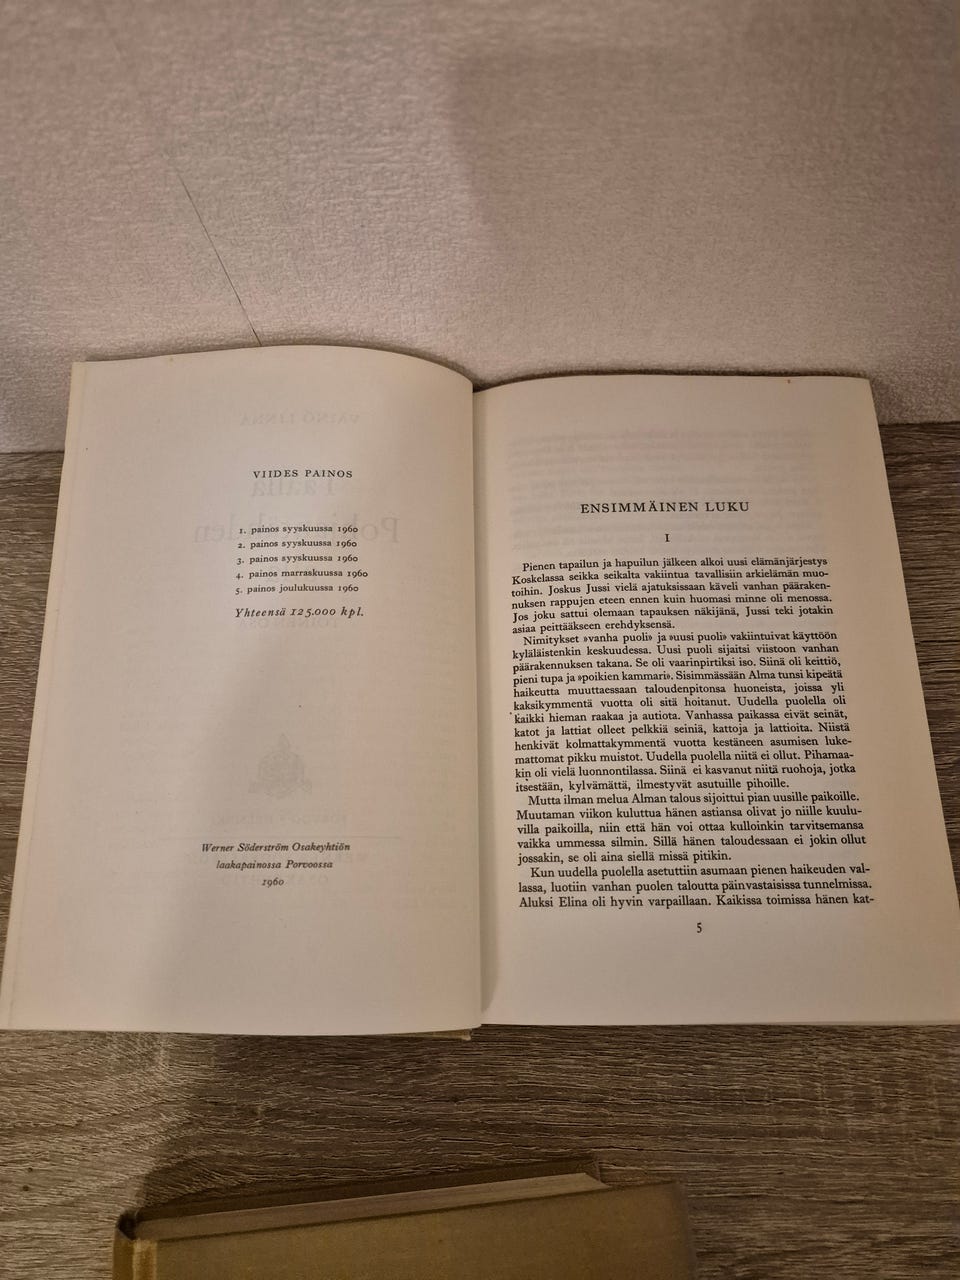 VIIDES PAINOS
1. painos syyskuussa 1960
2. painos syyskuussa 1960
3. painos syyskuussa 1960
4. painos marraskuussa 1960
5. painos joulukuussa 1960
Yhteensä 125.000 kpl.
Werner Söderström Osakeyhtiön
laakapainossa Porvoossa
1960
ENSIMMÄINEN LUKU
I
Pienen tapailun ja hapuilun jälkeen alkoi uusi elämänjärjestys
Koskelassa seikka seikalta vakiintua tavallisiin arkielämän muo-
toihin. Joskus Jussi vielä ajatuksissaan käveli vanhan pääraken-
nuksen rappujen eteen ennen kuin huomasi minne oli menossa.
Jos joku sattui olemaan tapauksen näkijänä, Jussi teki jotakin
asiaa peittääkseen erehdyksensä.
Nimitykset »vanha puoli» ja »uusi puoli» vakiintuivat käyttöön
kyläläistenkin keskuudessa. Uusi puoli sijaitsi viistoon vanhan
päärakennuksen takana. Se oli vaarinpirtiksi iso. Siinä oli keittiö,
pieni tupa ja »poikien kammari». Sisimmässään Alma tunsi kipeätä
haikeutta muuttaessaan taloudenpitonsa huoneista, joissa yli
kaksikymmentä vuotta oli sitä hoitanut. Uudella puolella oli
kaikki hieman raakaa ja autiota. Vanhassa paikassa eivät seinät,
katot ja lattiat olleet pelkkiä seiniä, kattoja ja lattioita. Niistä
henkivät kolmattakymmentä vuotta kestäneen asumisen luke-
mattomat pikku muistot. Uudella puolella niitä ei ollut. Pihamaa-
kin oli vielä luonnontilassa. Siinä ei kasvanut niitä ruohoja, jotka
itsestään, kylvämättä, ilmestyvät asutuille pihoille.
Mutta ilman melua Alman talous sijoittui pian uusille paikoille.
Muutaman viikon kuluttua hänen astiansa olivat jo niille kuulu-
villa paikoilla, niin että hän voi ottaa kulloinkin tarvitsemansa
vaikka ummessa silmin. Sillä hänen taloudessaan ei jokin ollut
jossakin, se oli aina siellä missä pitikin.
Kun uudella puolella asetuttiin asumaan pienen haikeuden val-
lassa, luotiin vanhan puolen taloutta päinvastaisissa tunnelmissa.
Aluksi Elina oli hyvin varpaillaan. Kaikissa toimissa hänen kat-
5